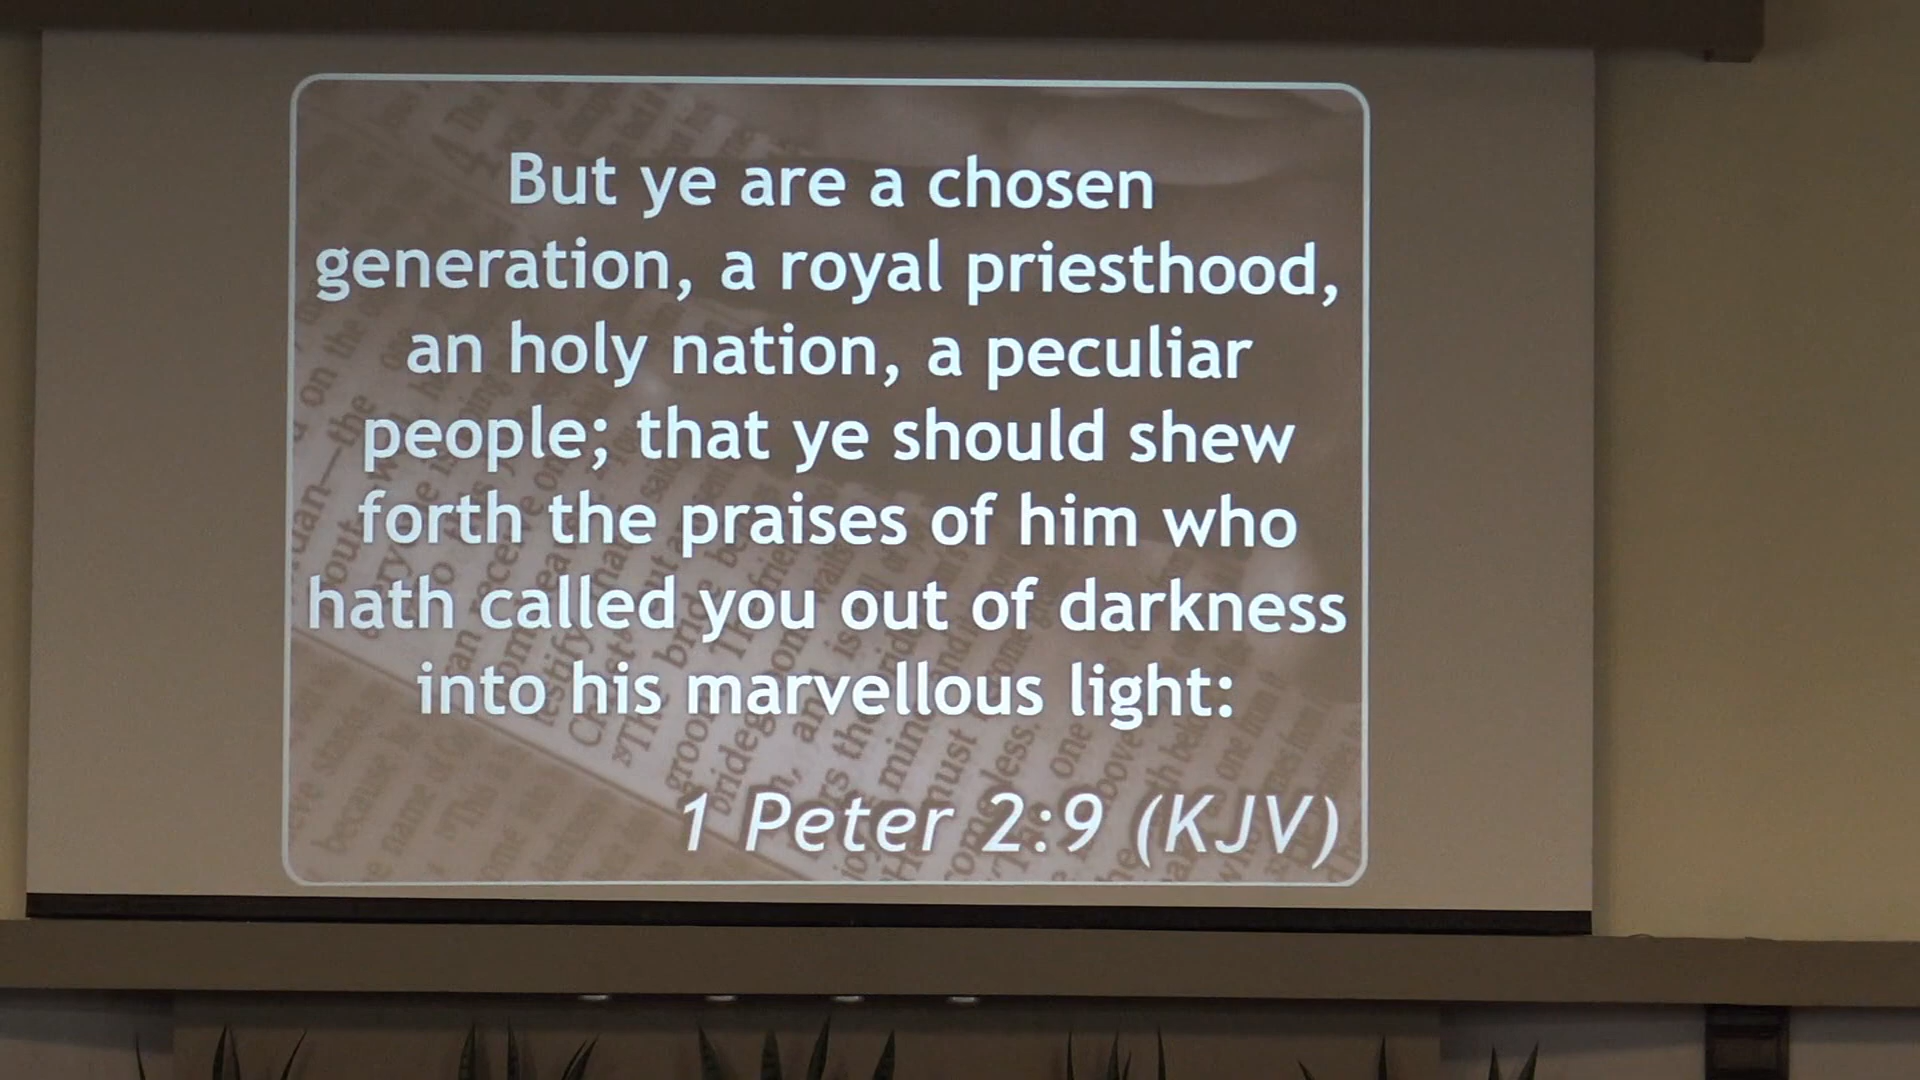 But ye are a chosen
generation, a royal priesthood,
an holy nation, a peculiar
people; that ye should shew
forth the praises of him who
hath called you out of darkness
into his marvellous light:
1 Peter 2:9 (KJV)